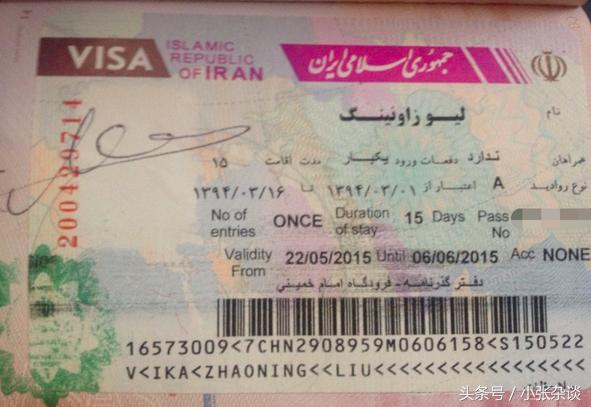 VISA
ISLAMIC
REPUBLIC
OF IRAN
جمهوری اسلامی ایران
200429714
نام لیو زاوئینگ
همراهان ندارد دفعات ورود یکبار مدت اقامت ۱۵
نوع روادید A اعتبار از ۱۳۹۴/۰۳/۰۱ تا ۱۳۹۴/۰۳/۱۶
No of entries ONCE Duration of stay 15 Days Pass No
Validity From 22/05/2015 Until 06/06/2015 Acc NONE
دفتر گذرنامه - فرودگاه امام خمینی
16573009<7CHN2908959M0606158<S150522
V<IKA<ZHAONING<<LIU<<<<<<<<<<<<<<<<<
头条号 / 小张杂谈